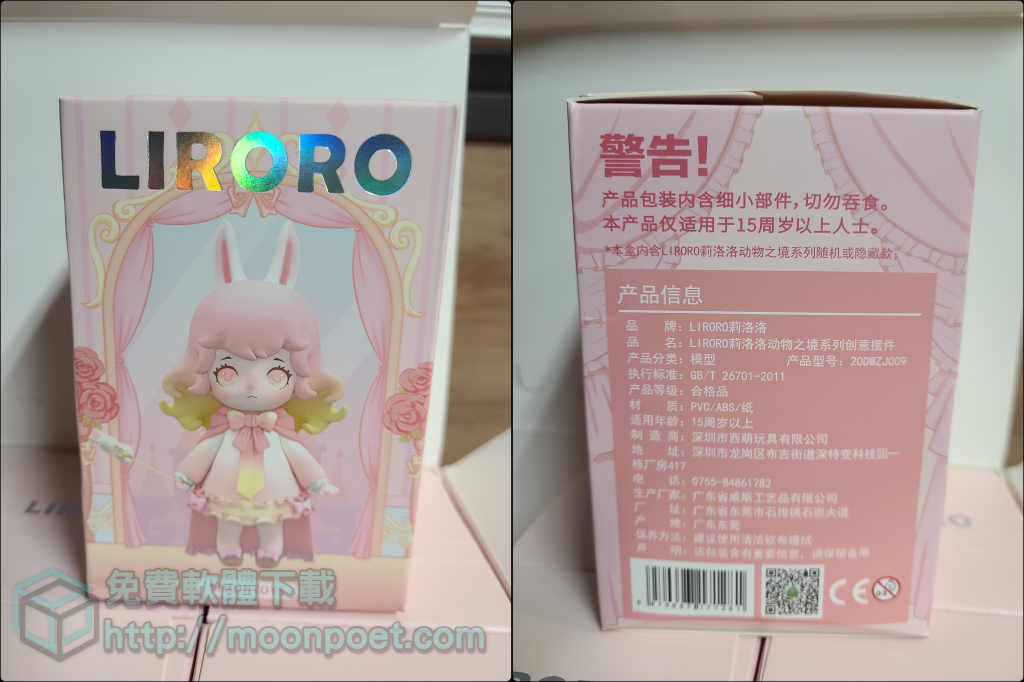 LIRORO
免費軟體下載
http://moonpoet.com
警告!
产品包装内含细小部件,切勿吞食。
本产品仅适用于15周岁以上人士。
*本盒内含LIRORO莉洛洛动物之境系列随机或隐藏款;
产品信息
品 牌: LIRORO莉洛洛
品 名: LIRORO莉洛洛动物之境系列创意摆件
产品分类: 模型 产品型号: 20DWZJ009
执行标准: GB/T 26701-2011
产品等级: 合格品
材 质: PVC/ABS/纸
适用年龄: 15周岁以上
制 造 商: 深圳市西萌玩具有限公司
地 址: 深圳市龙岗区布吉街道深特变科技园一
栋厂房417
电 话: 0755-84861782
生产厂家: 广东省威斯工艺品有限公司
厂 址: 广东省东莞市石排镇石崇大道
产 地: 广东东莞
保养方法: 建议使用清洁软布擦拭
声 明: 该包装含有重要信息, 请保留备用
CE